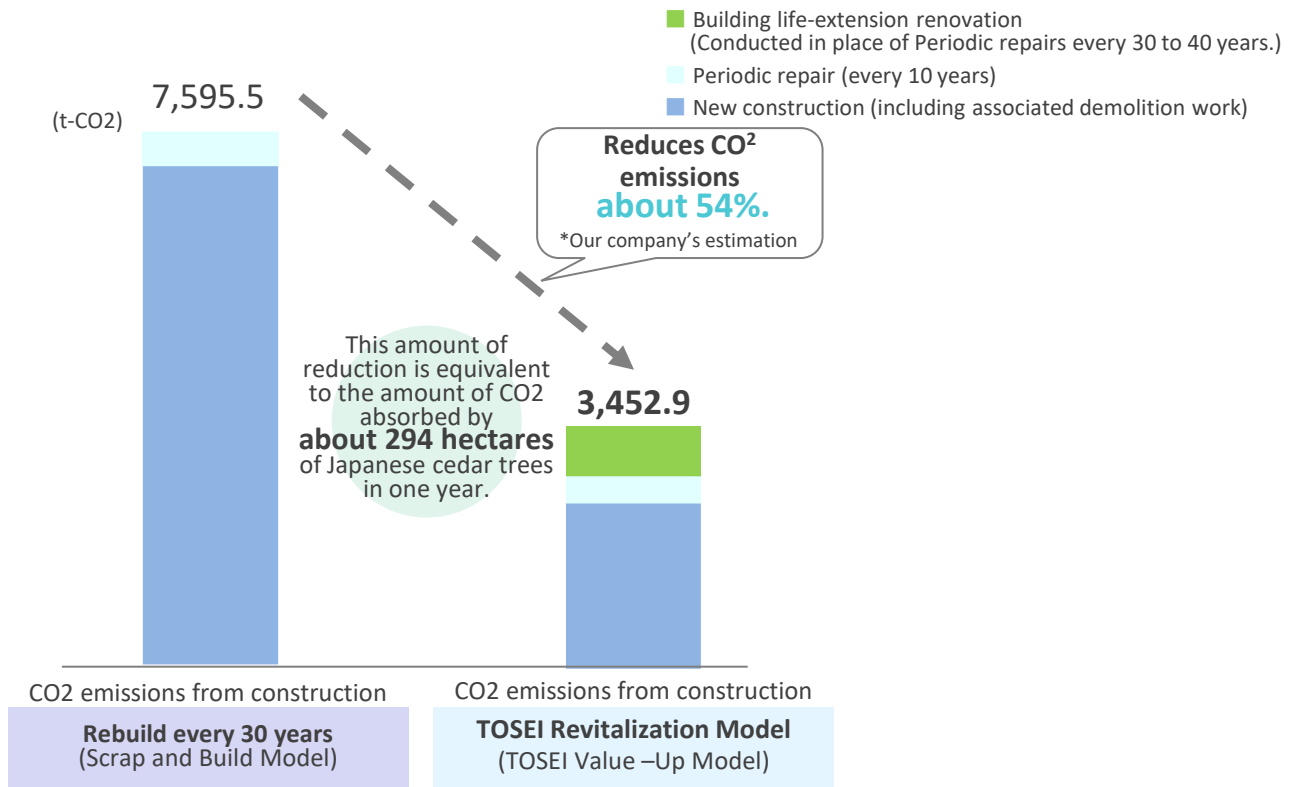 Building life-extension renovation
(Conducted in place of Periodic repairs every 30 to 40 years.)
Periodic repair (every 10 years)
New construction (including associated demolition work)
7,595.5
(t-CO2)
Reduces CO²
emissions
about 54%.
*Our company's estimation
This amount of
reduction is equivalent
to the amount of CO2
absorbed by
about 294 hectares
of Japanese cedar trees
in one year.
3,452.9
CO2 emissions from construction
Rebuild every 30 years
(Scrap and Build Model)
CO2 emissions from construction
TOSEI Revitalization Model
(TOSEI Value –Up Model)